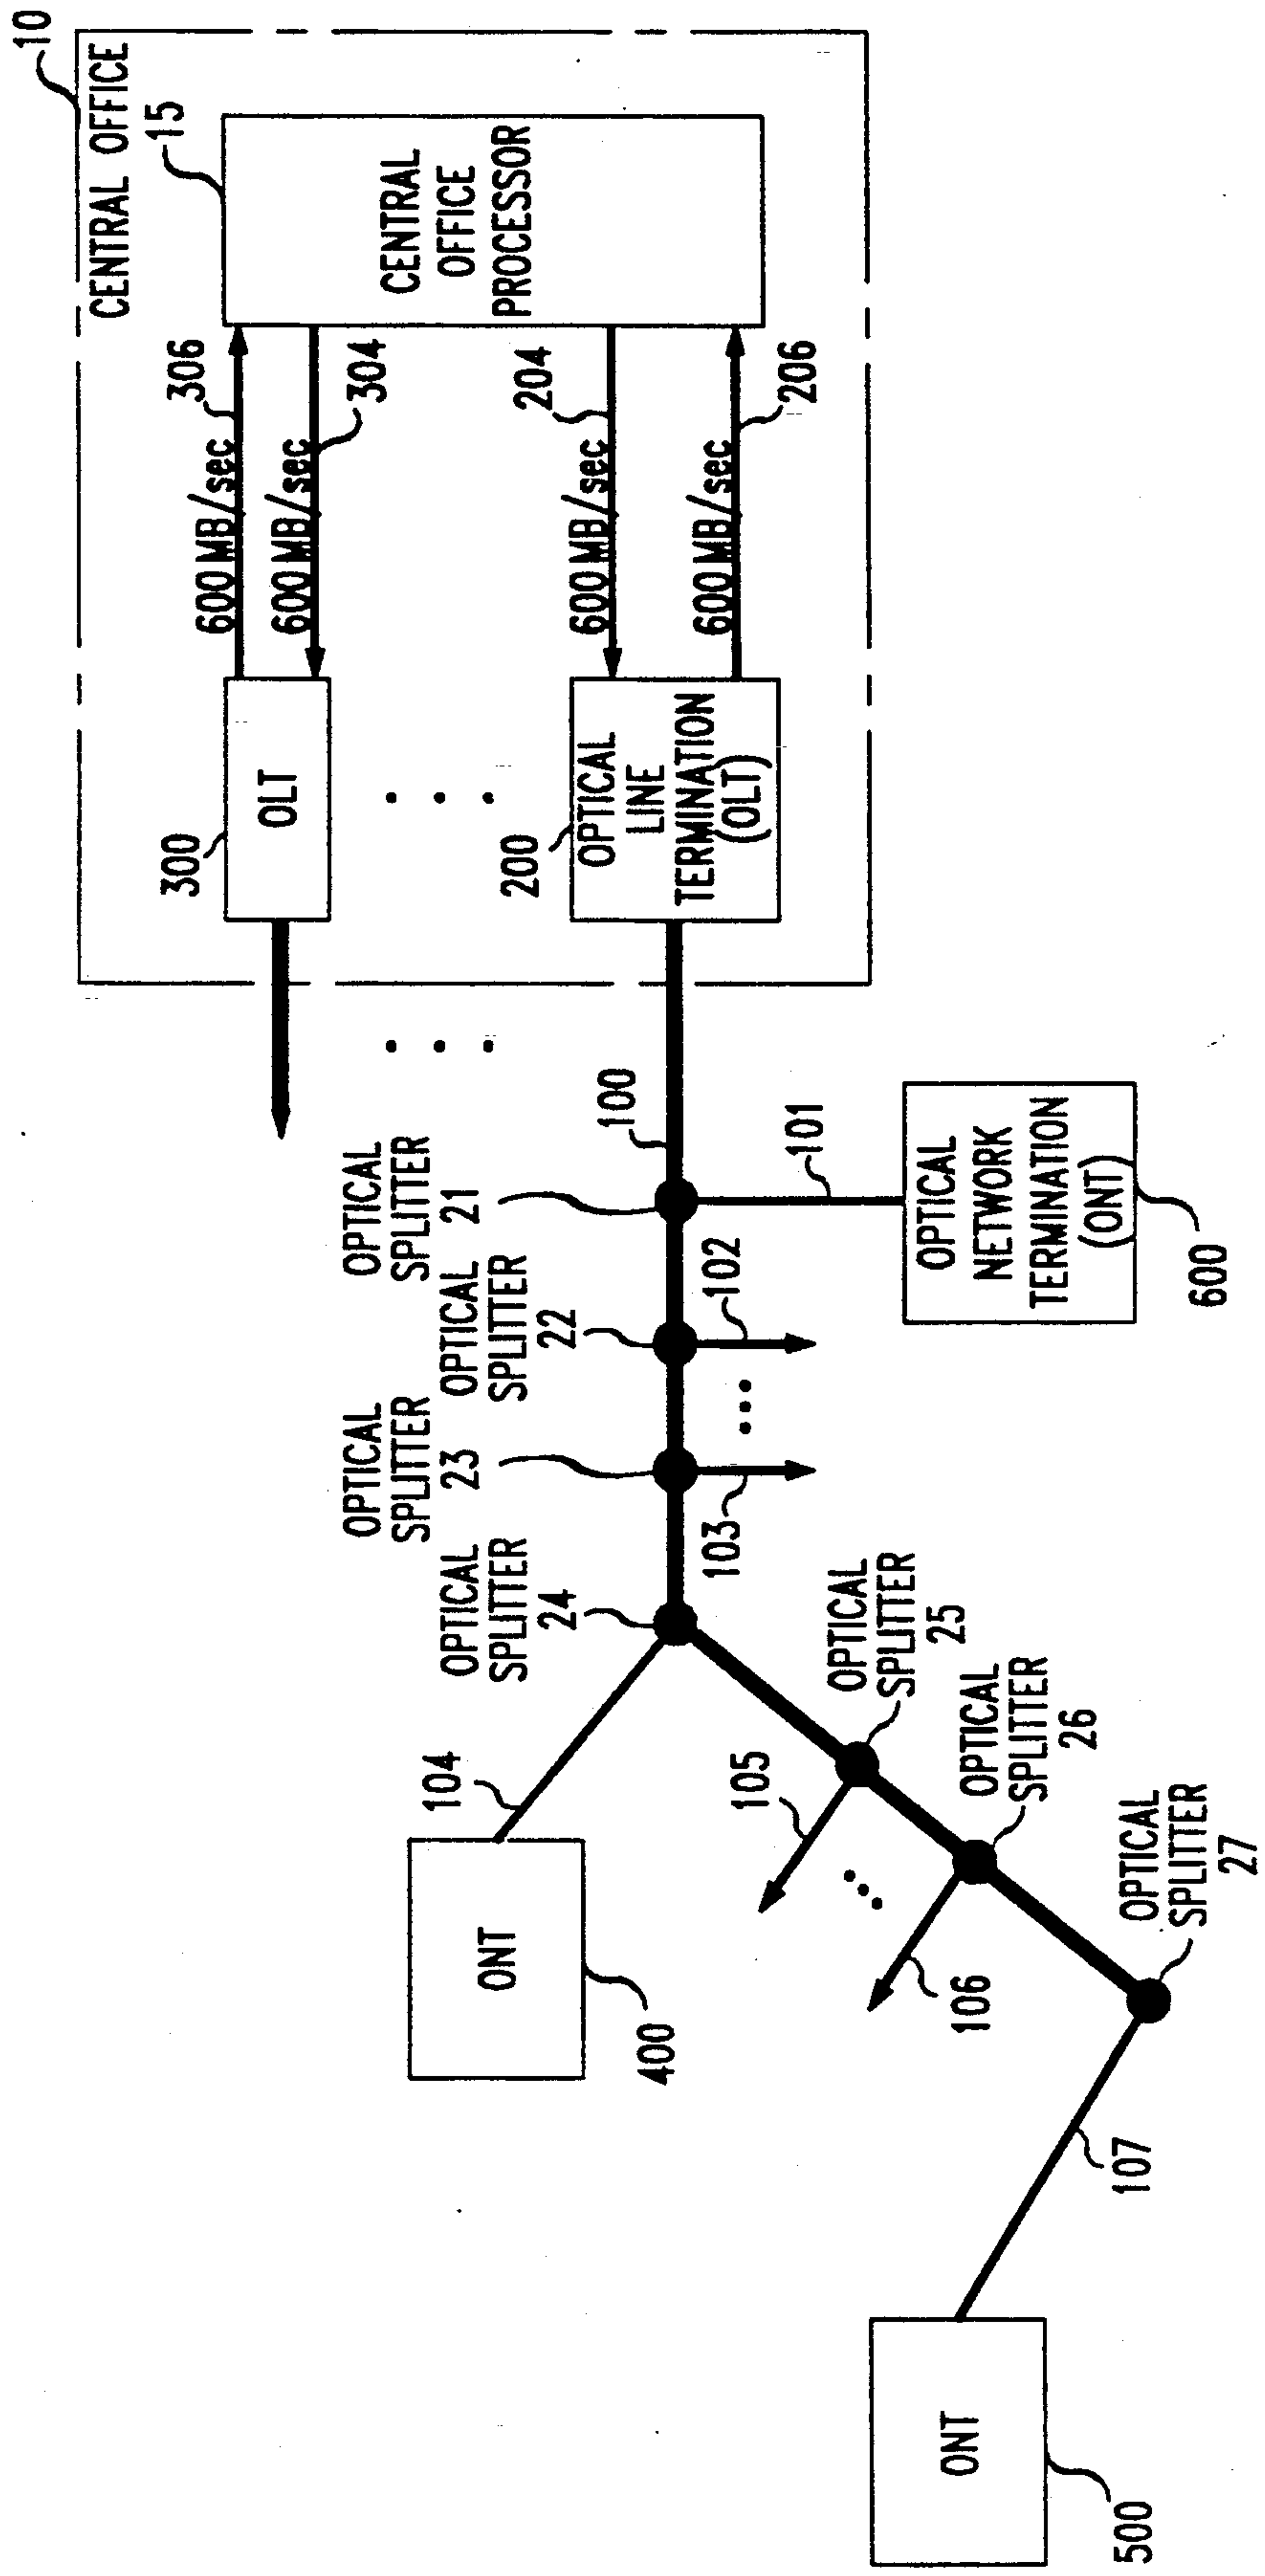 10
CENTRAL OFFICE
15
CENTRAL
OFFICE
PROCESSOR
306
600 MB/sec
304
600 MB/sec
204
600 MB/sec
206
600 MB/sec
300
OLT
200
OPTICAL
LINE
TERMINATION
(OLT)
100
101
OPTICAL
NETWORK
TERMINATION
(ONT)
600
OPTICAL
SPLITTER
21
OPTICAL
SPLITTER
22
102
OPTICAL
SPLITTER
23
103
OPTICAL
SPLITTER
24
104
ONT
400
OPTICAL
SPLITTER
25
105
OPTICAL
SPLITTER
26
106
OPTICAL
SPLITTER
27
107
ONT
500